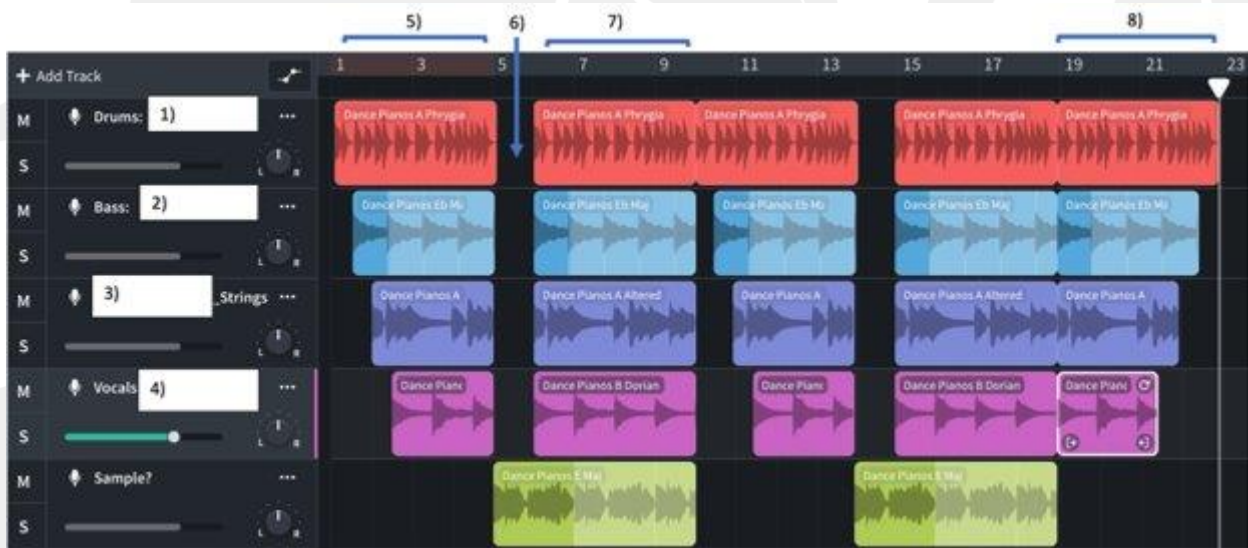 5) 6) 7) 8)
+ Add Track 1 3 5 7 9 11 13 15 17 19 21 23
M Drums: 1) ... Dance Pianos A Phrygia Dance Pianos A Phrygia Dance Pianos A Phrygia Dance Pianos A Phrygia Dance Pianos A Phrygia
S L R
M Bass: 2) ... Dance Pianos Eb Ma Dance Pianos Eb Maj Dance Pianos Eb Ma Dance Pianos Eb Maj Dance Pianos Eb Ma
S L R
M 3) _Strings ... Dance Pianos A Dance Pianos A Altered Dance Pianos A Dance Pianos A Altered Dance Pianos A
S L R
M Vocals 4) ... Dance Piano Dance Pianos B Dorian Dance Piano Dance Pianos B Dorian Dance Piano
S L R
M Sample? ... Dance Pianos E Maj Dance Pianos E Maj
S L R